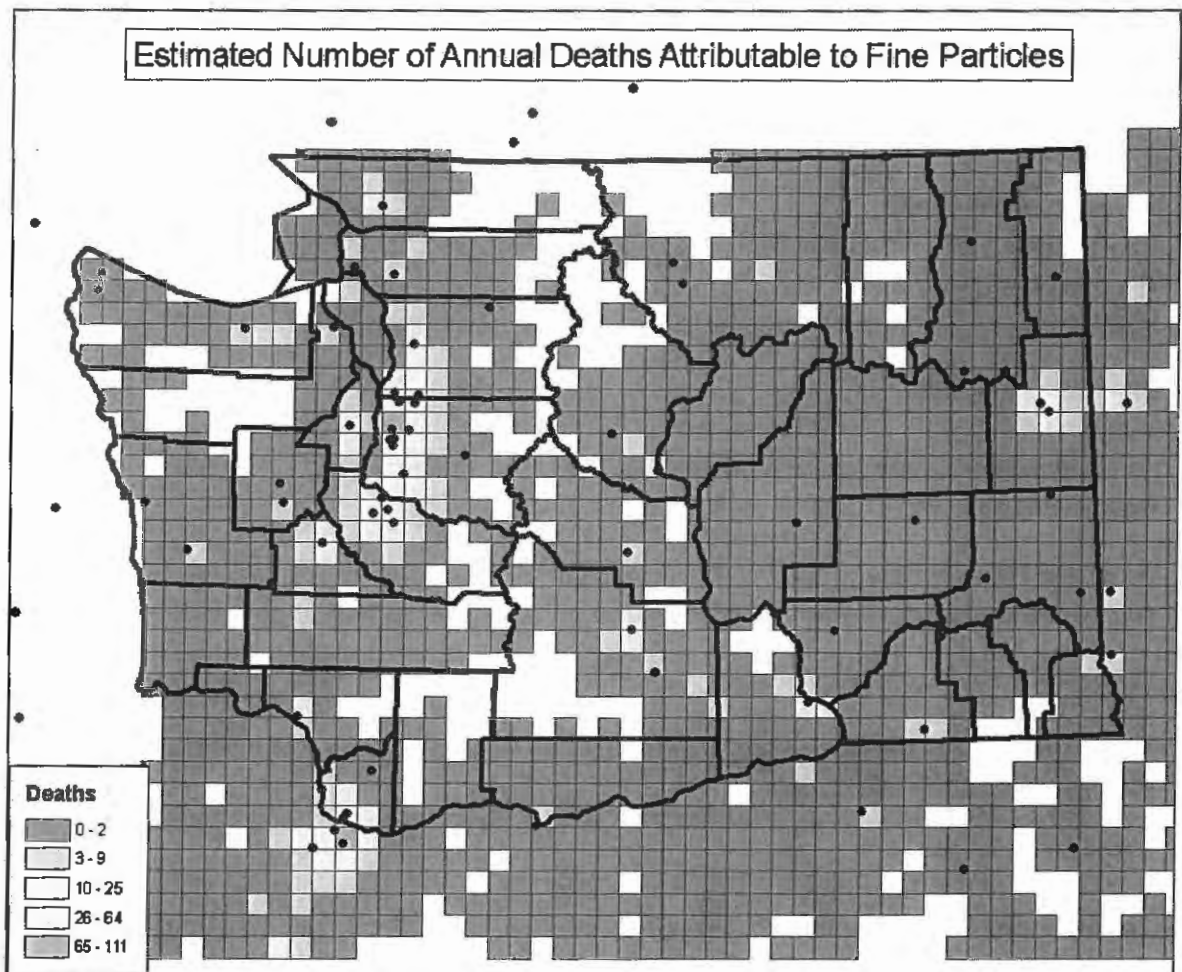 Estimated Number of Annual Deaths Attributable to Fine Particles
Deaths
0 - 2
3 - 9
10 - 25
26 - 64
65 - 111